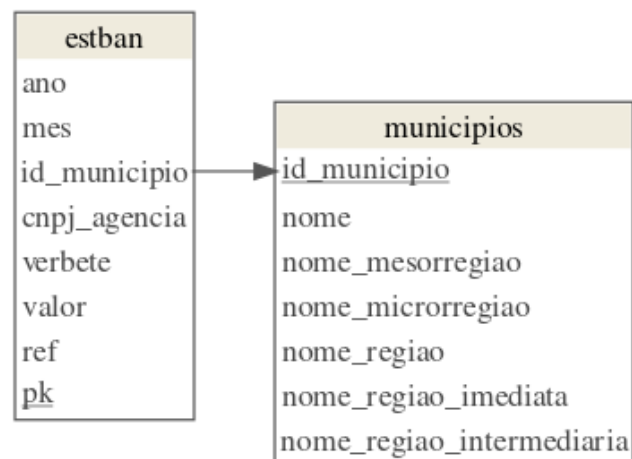 estban
ano
mes
id_municipio
cnpj_agencia
verbete
valor
ref
pk
municipios
id_municipio
nome
nome_mesorregiao
nome_microrregiao
nome_regiao
nome_regiao_imediata
nome_regiao_intermediaria